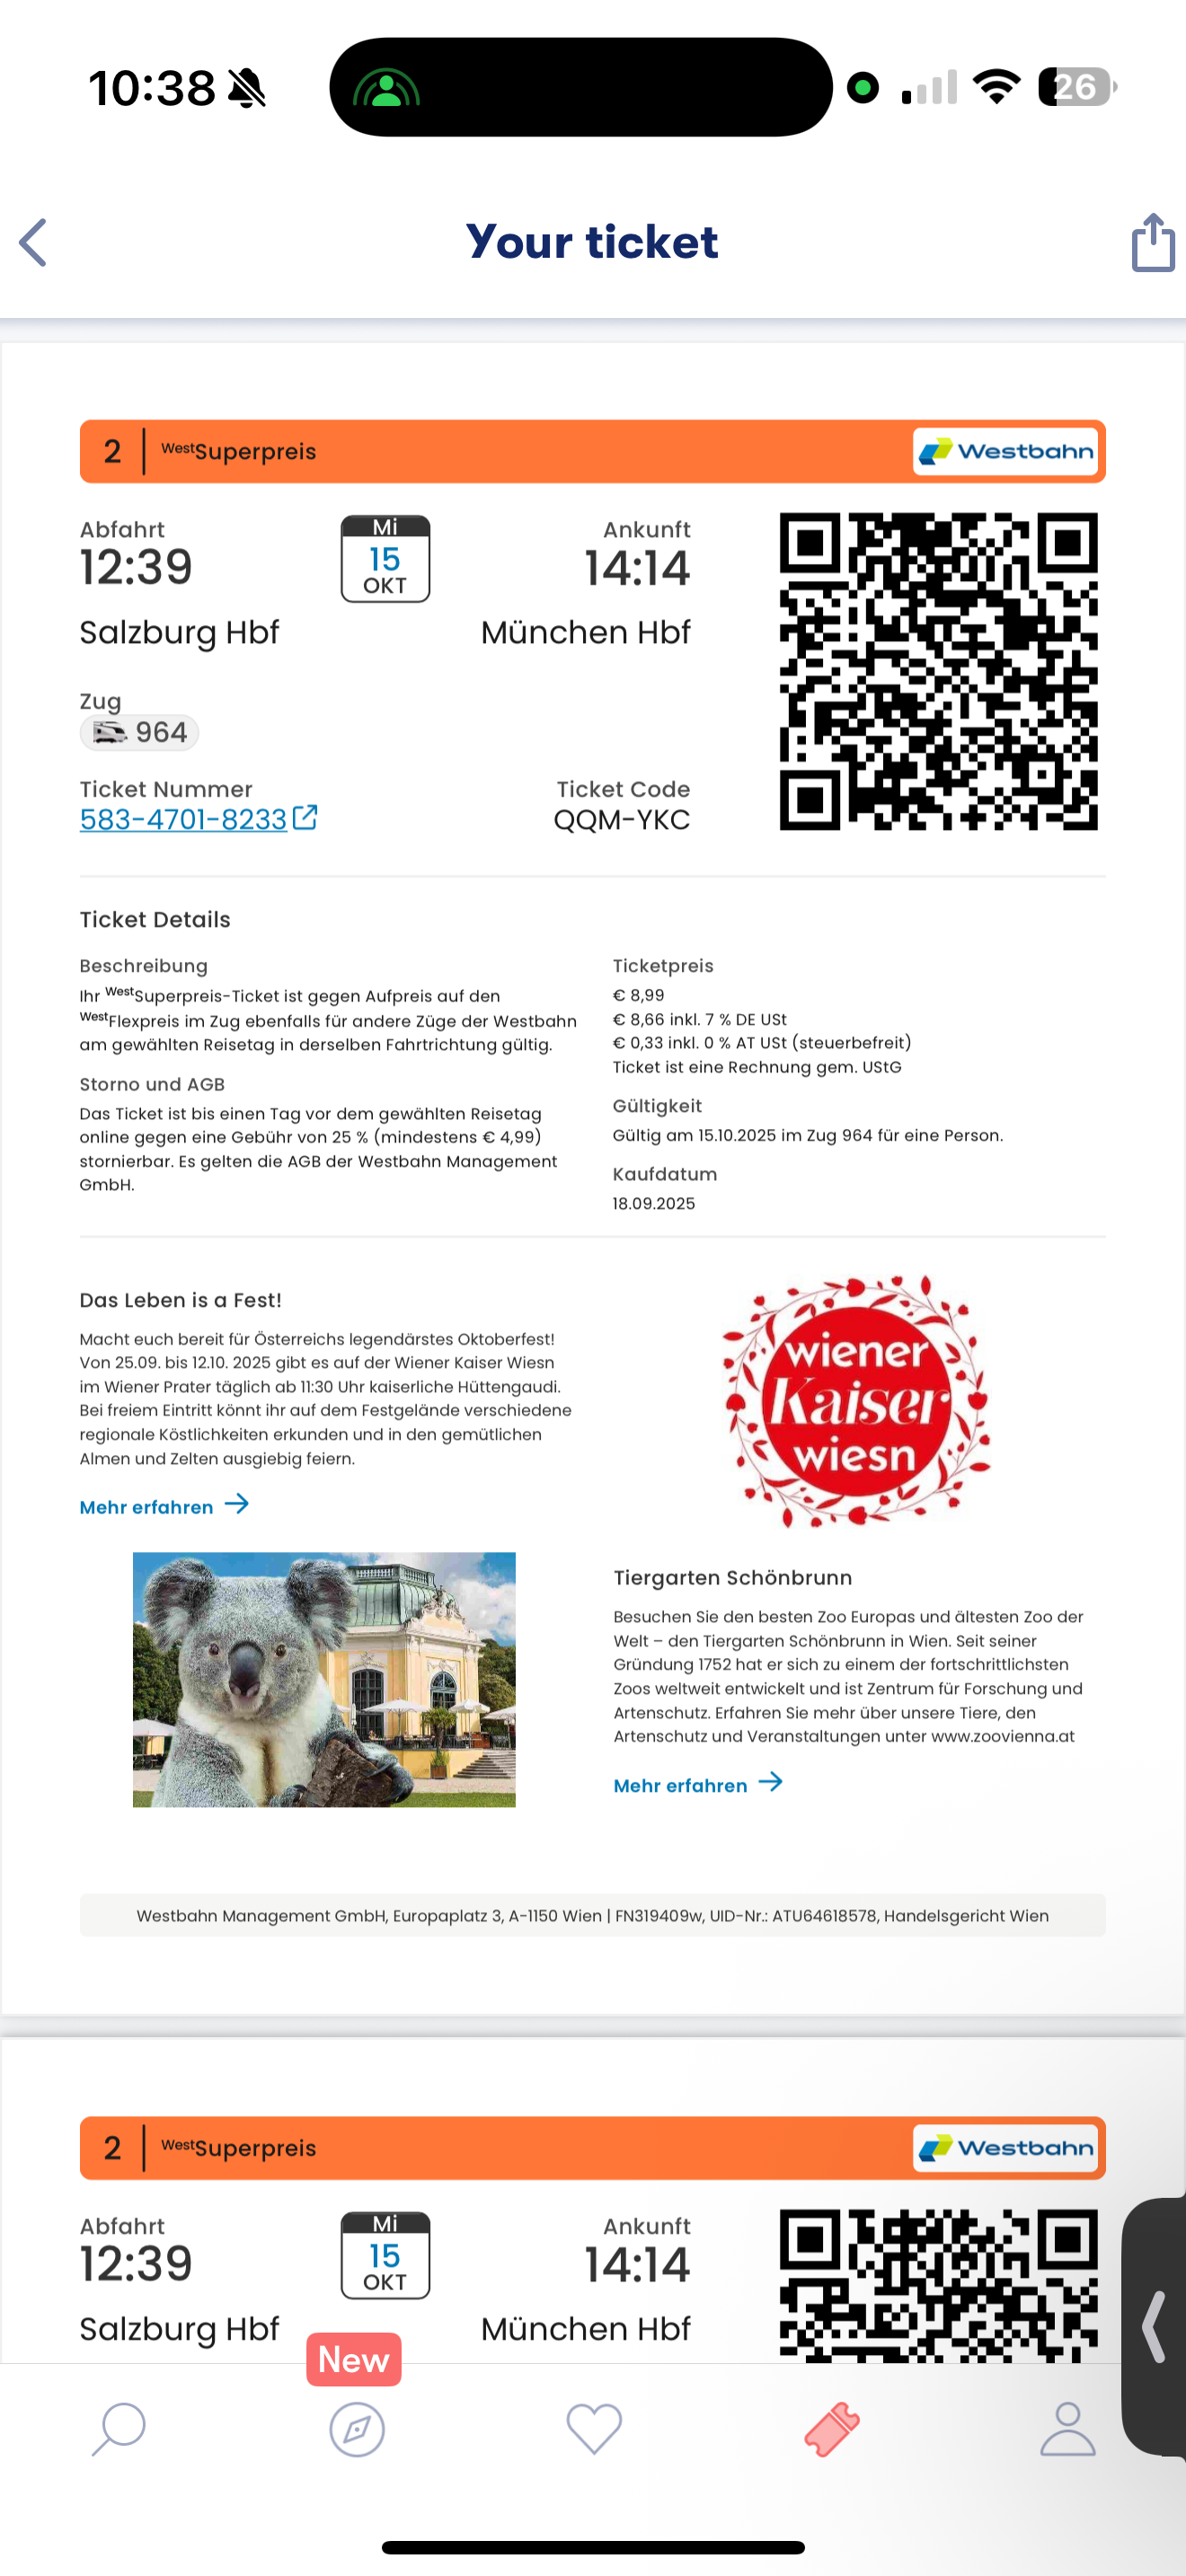 10:38
26
Your ticket
2 WestSuperpreis Westbahn
Abfahrt
12:39
Salzburg Hbf
Mi
15
OKT
Ankunft
14:14
München Hbf
Zug
964
Ticket Nummer
583-4701-8233
Ticket Code
QQM-YKC
Ticket Details
Beschreibung
Ihr WestSuperpreis-Ticket ist gegen Aufpreis auf den
WestFlexpreis im Zug ebenfalls für andere Züge der Westbahn
am gewählten Reisetag in derselben Fahrtrichtung gültig.
Storno und AGB
Das Ticket ist bis einen Tag vor dem gewählten Reisetag
online gegen eine Gebühr von 25 % (mindestens € 4,99)
stornierbar. Es gelten die AGB der Westbahn Management
GmbH.
Ticketpreis
€ 8,99
€ 8,66 inkl. 7 % DE USt
€ 0,33 inkl. 0 % AT USt (steuerbefreit)
Ticket ist eine Rechnung gem. UStG
Gültigkeit
Gültig am 15.10.2025 im Zug 964 für eine Person.
Kaufdatum
18.09.2025
Das Leben is a Fest!
Macht euch bereit für Österreichs legendärstes Oktoberfest!
Von 25.09. bis 12.10. 2025 gibt es auf der Wiener Kaiser Wiesn
im Wiener Prater täglich ab 11:30 Uhr kaiserliche Hüttengaudi.
Bei freiem Eintritt könnt ihr auf dem Festgelände verschiedene
regionale Köstlichkeiten erkunden und in den gemütlichen
Almen und Zelten ausgiebig feiern.
Mehr erfahren
wiener
Kaiser
wiesn
Tiergarten Schönbrunn
Besuchen Sie den besten Zoo Europas und ältesten Zoo der
Welt – den Tiergarten Schönbrunn in Wien. Seit seiner
Gründung 1752 hat er sich zu einem der fortschrittlichsten
Zoos weltweit entwickelt und ist Zentrum für Forschung und
Artenschutz. Erfahren Sie mehr über unsere Tiere, den
Artenschutz und Veranstaltungen unter www.zoovienna.at
Mehr erfahren
Westbahn Management GmbH, Europaplatz 3, A-1150 Wien | FN319409w, UID-Nr.: ATU64618578, Handelsgericht Wien
2 WestSuperpreis Westbahn
Abfahrt
12:39
Salzburg Hbf
Mi
15
OKT
Ankunft
14:14
München Hbf
New